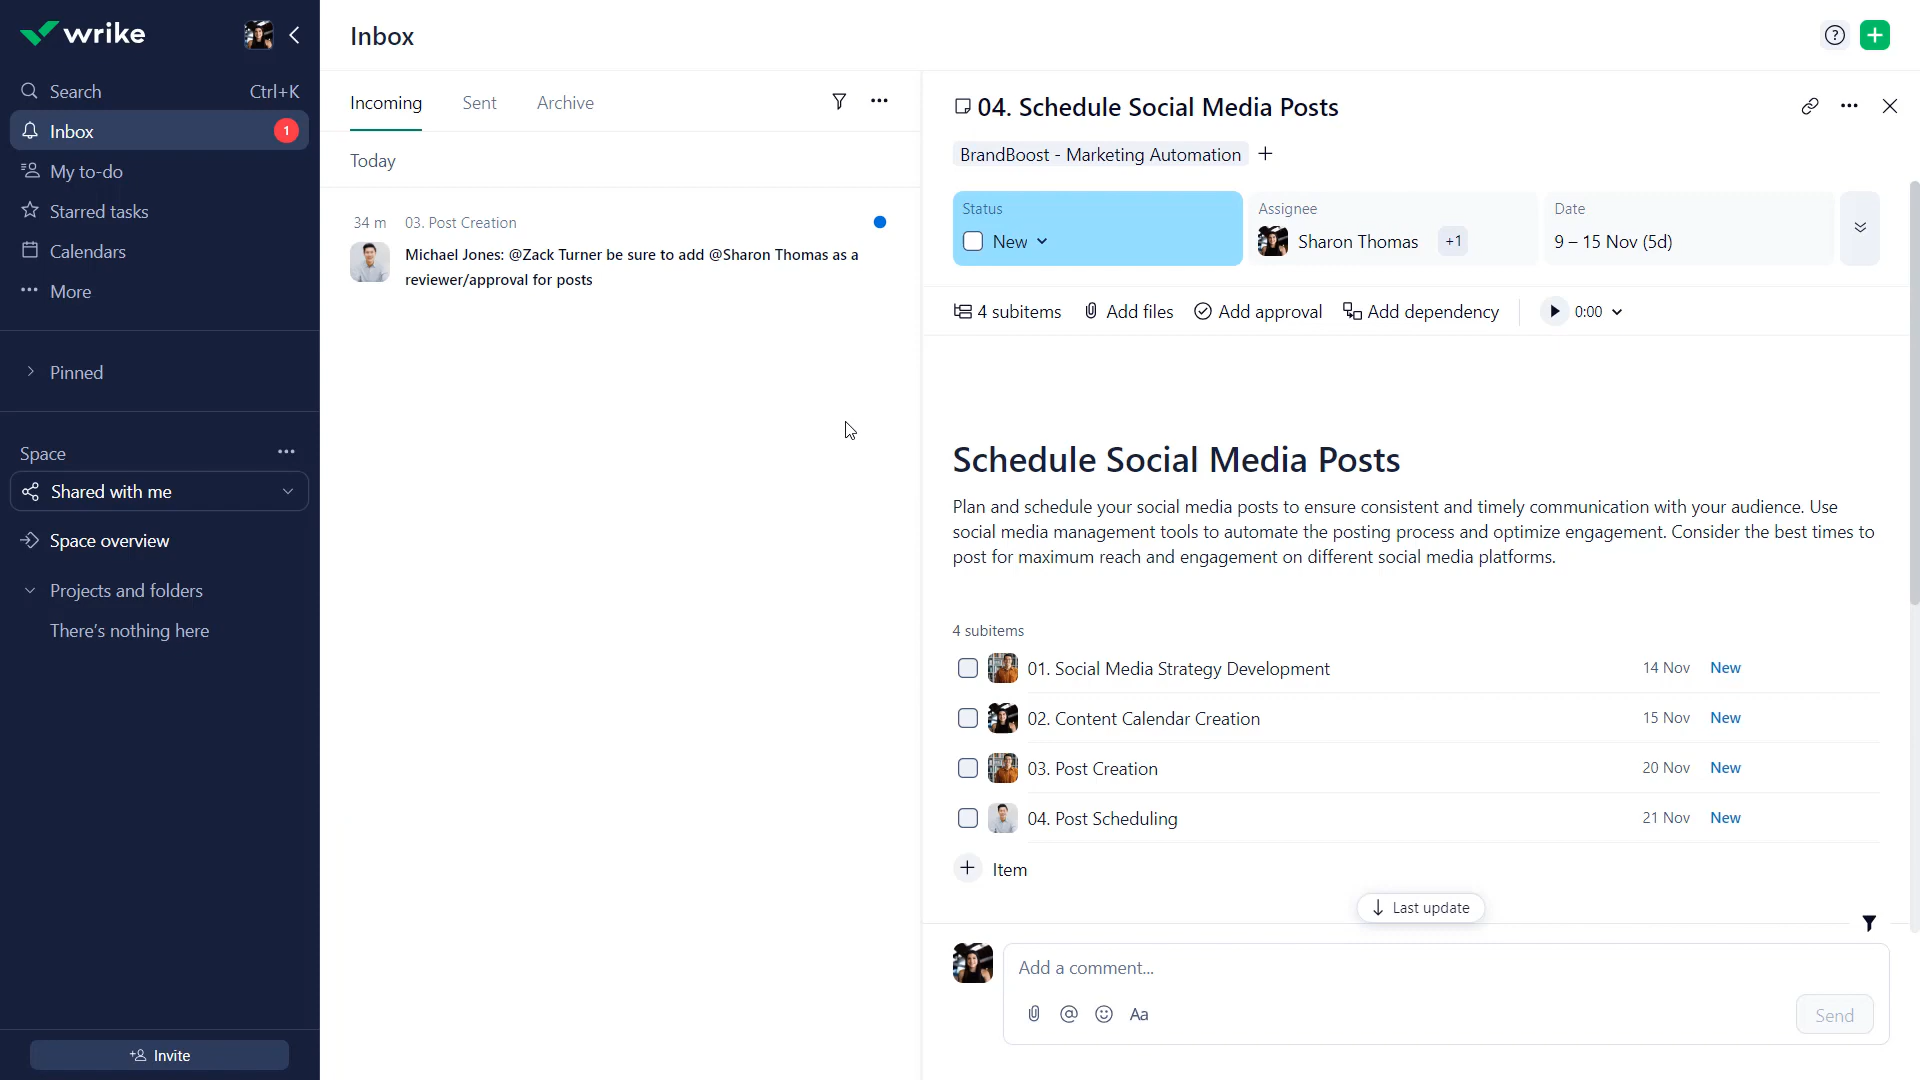 wrike
Search Ctrl+K
Inbox 1
My to-do
Starred tasks
Calendars
More
Pinned
Space
Shared with me
Space overview
Projects and folders
There's nothing here
Invite
Inbox
Incoming Sent Archive
Today
34 m 03. Post Creation
Michael Jones: @Zack Turner be sure to add @Sharon Thomas as a
reviewer/approval for posts
04. Schedule Social Media Posts
BrandBoost - Marketing Automation
Status
New
Assignee
Sharon Thomas +1
Date
9 – 15 Nov (5d)
4 subitems Add files Add approval Add dependency 0:00
Schedule Social Media Posts
Plan and schedule your social media posts to ensure consistent and timely communication with your audience. Use
social media management tools to automate the posting process and optimize engagement. Consider the best times to
post for maximum reach and engagement on different social media platforms.
4 subitems
01. Social Media Strategy Development 14 Nov New
02. Content Calendar Creation 15 Nov New
03. Post Creation 20 Nov New
04. Post Scheduling 21 Nov New
Item
Last update
Add a comment...
Aa
Send